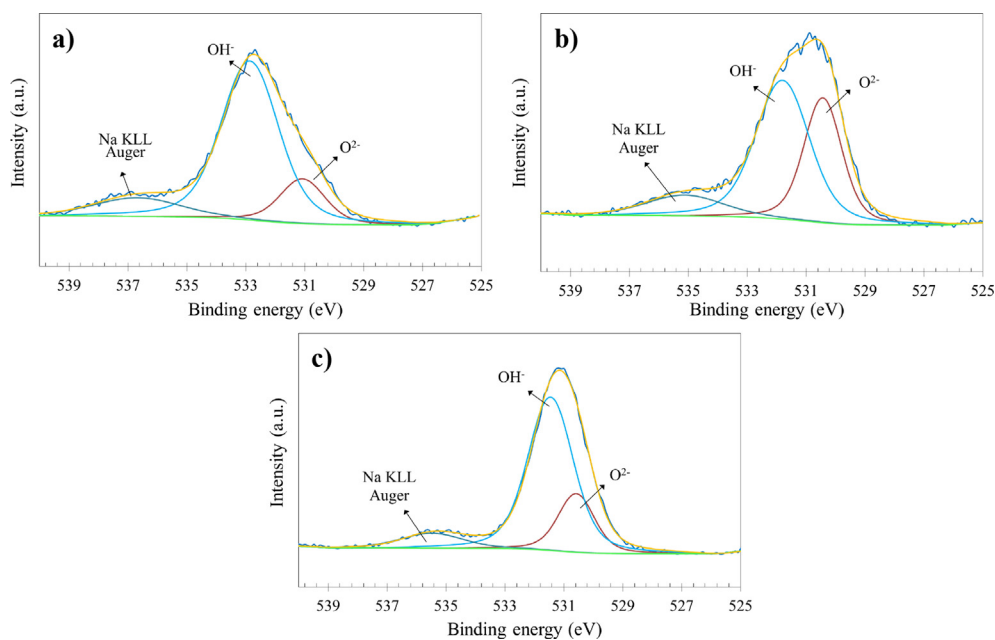 a)
OH-
Na KLL
Auger
O2-
Intensity (a.u.)
539 537 535 533 531 529 527 525
Binding energy (eV)
b)
OH-
O2-
Na KLL
Auger
Intensity (a.u.)
539 537 535 533 531 529 527 525
Binding energy (eV)
c)
OH-
Na KLL
Auger
O2-
Intensity (a.u.)
539 537 535 533 531 529 527 525
Binding energy (eV)